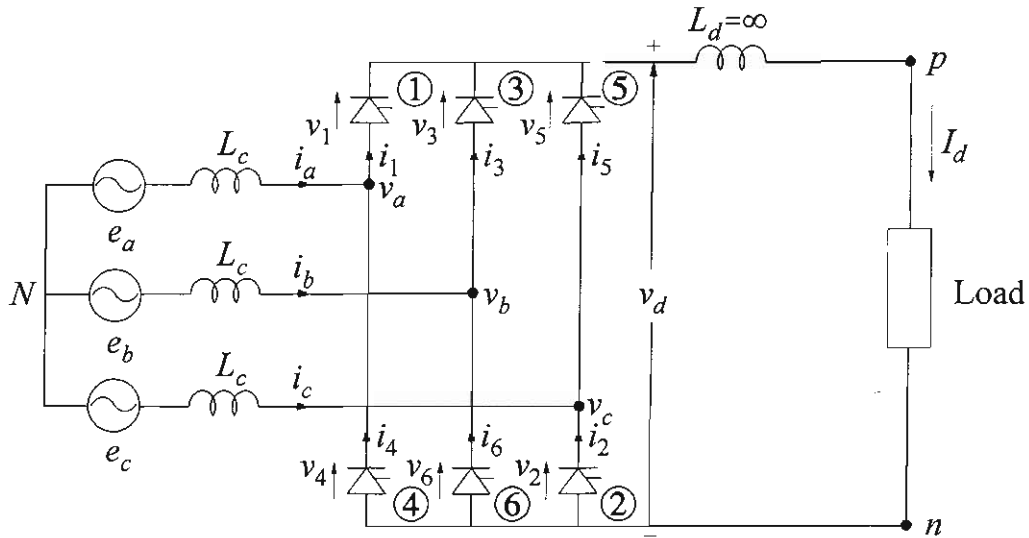 L_d=∞
+
p
① ③ ⑤
v_1 v_3 v_5
L_c i_a i_1 i_3 i_5 I_d
v_a
e_a
L_c i_b
N v_b v_d Load
e_b
L_c i_c
v_c
i_4 i_6 i_2
e_c v_4 v_6 v_2
④ ⑥ ②
− n